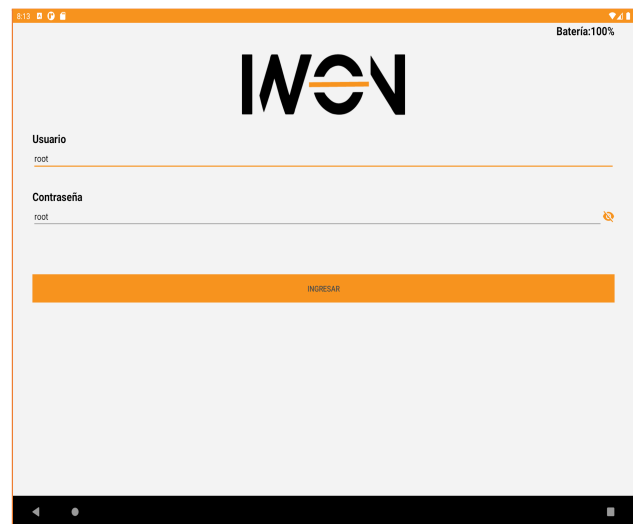 8:13
Batería:100%
IWON
Usuario
root
Contraseña
root
INGRESAR